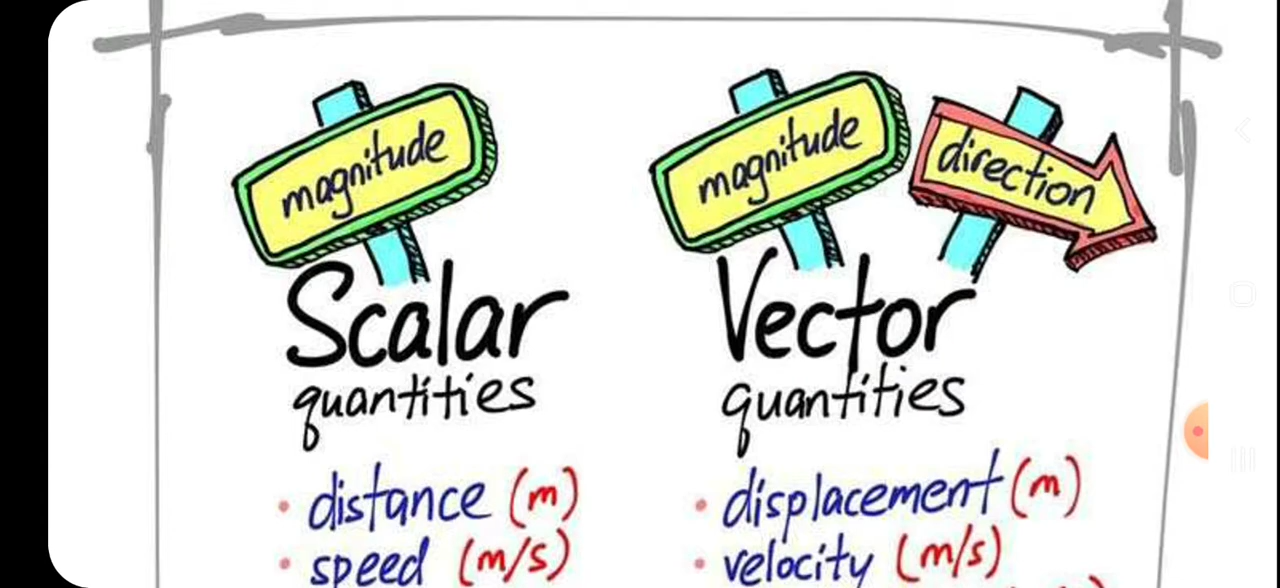 magnitude
magnitude
direction
Scalar
quantities
Vector
quantities
• distance (m)
• speed (m/s)
• displacement (m)
• velocity (m/s)